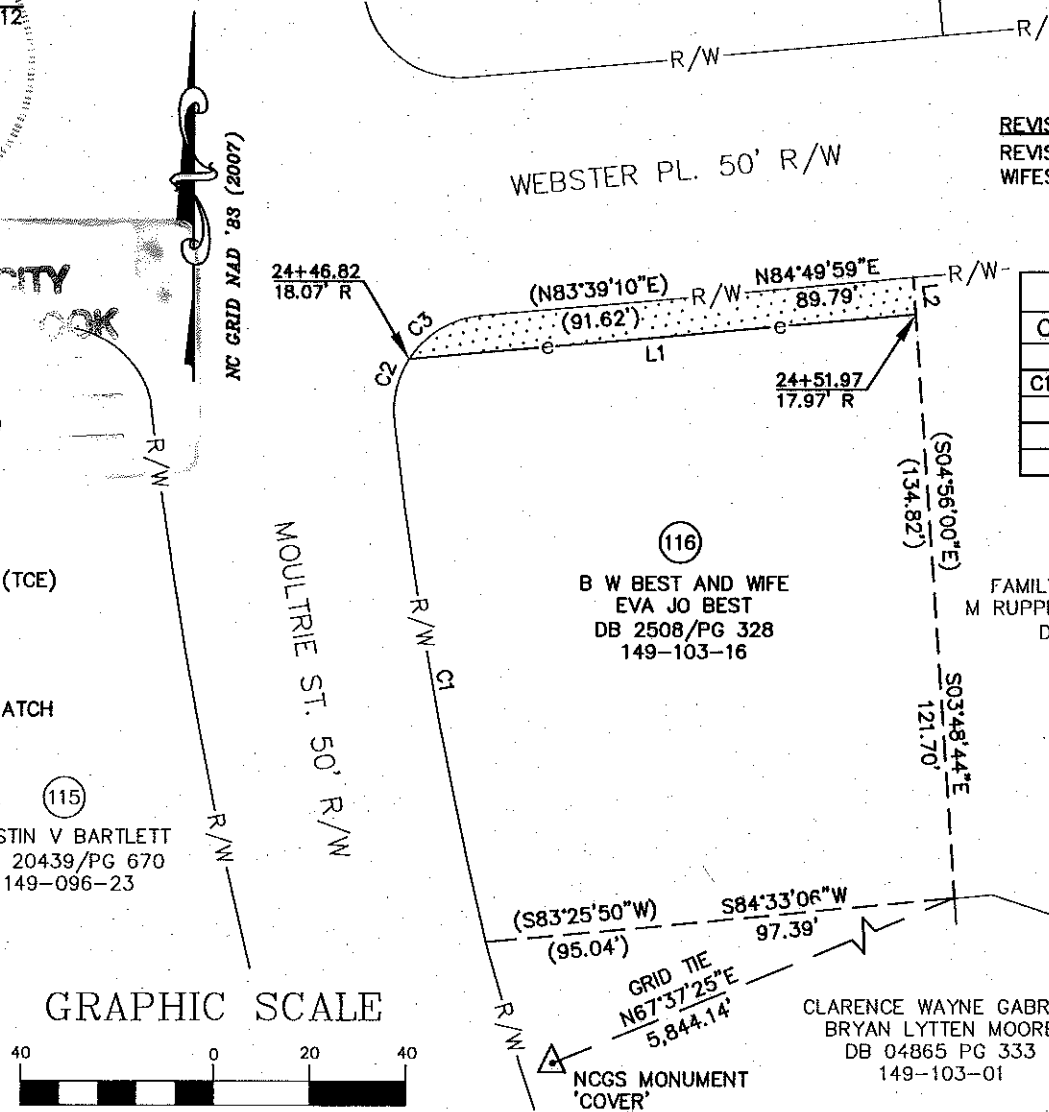 12
R/W
R/
NC GRID NAD '83 (2007)
WEBSTER PL. 50' R/W
REVIS
REVIS
WIFES
CITY
OOK
24+46.82
18.07' R
(N83°39'10"E)
(91.62')
R/W
N84°49'59"E
89.79'
R/W
L2
C3
C2
e
L1
e
24+51.97
17.97' R
C
C1
R/W
(S04°56'00"E)
(134.82')
MOULTRIE ST. 50' R/W
116
B W BEST AND WIFE
EVA JO BEST
DB 2508/PG 328
149-103-16
(TCE)
FAMIL
M RUPP
D
R/W
C1
S03°48'44"E
121.70'
ATCH
115
STIN V BARTLETT
20439/PG 670
149-096-23
R/W
(S83°25'50"W)
(95.04')
S84°33'06"W
97.39'
GRID TIE
N67°37'25"E
5,844.14'
R/W
GRAPHIC SCALE
40 0 40
NCGS MONUMENT
'COVER'
CLARENCE WAYNE GABR
BRYAN LYTTEN MOORE
DB 04865 PG 333
149-103-01